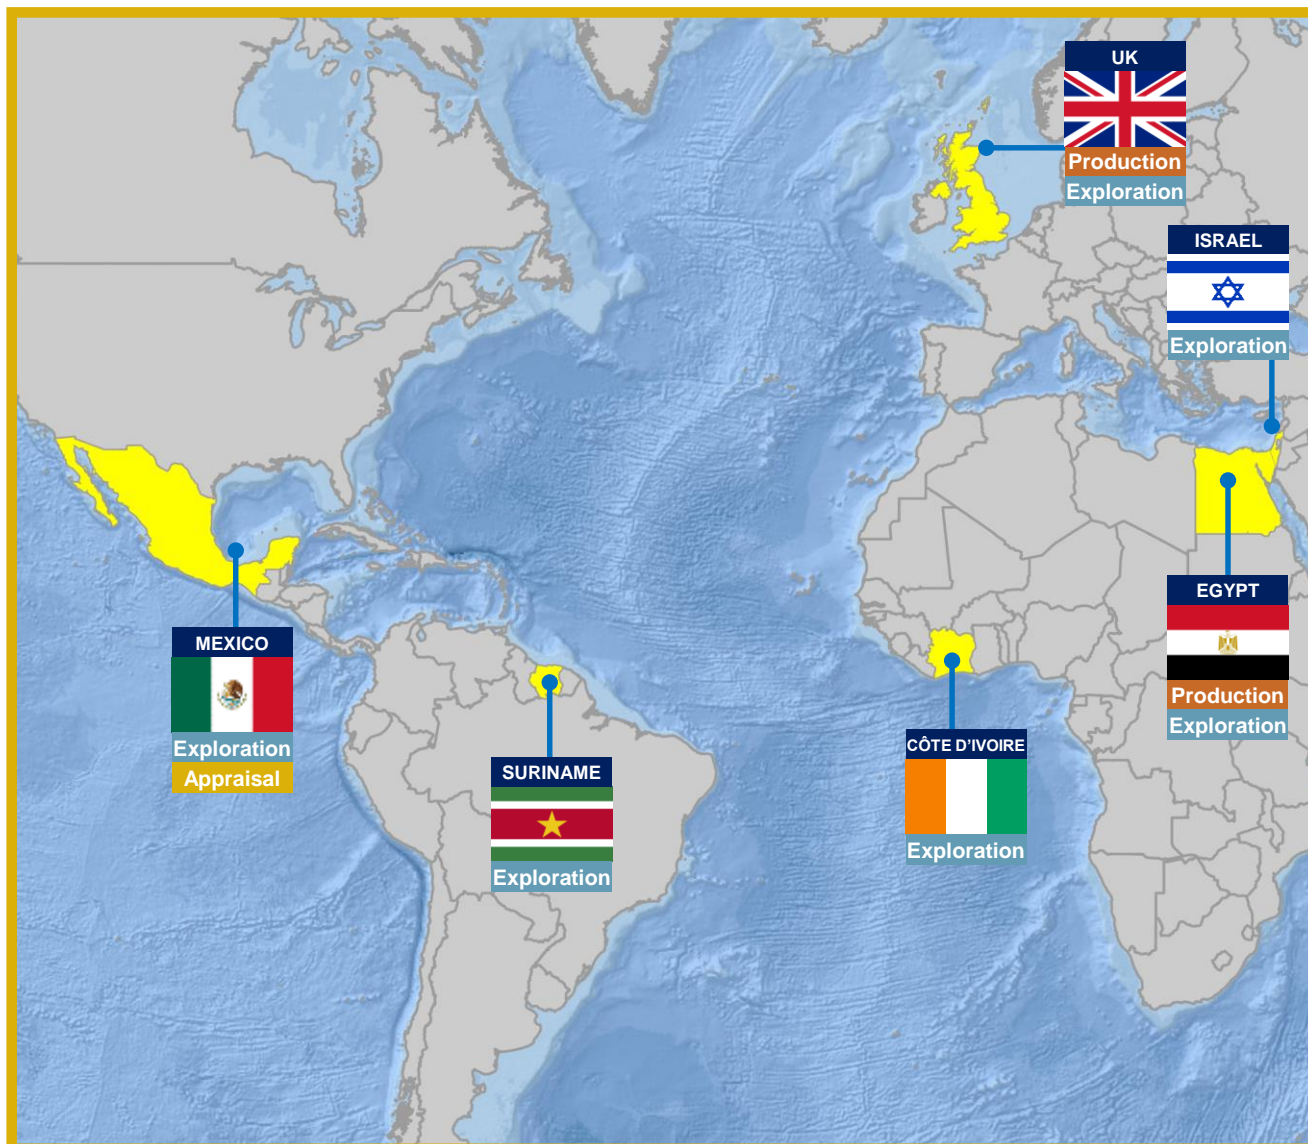 UK
Production
Exploration
ISRAEL
Exploration
EGYPT
Production
Exploration
MEXICO
Exploration
Appraisal
SURINAME
Exploration
CÔTE D’IVOIRE
Exploration